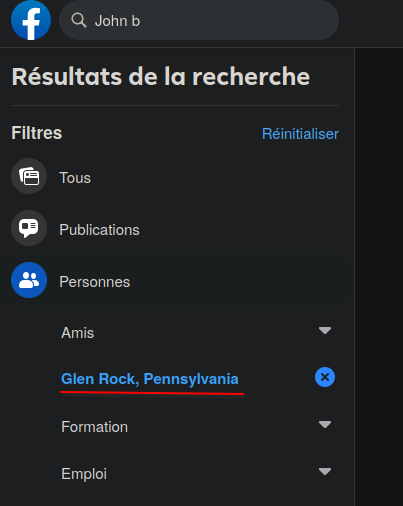 John b
Résultats de la recherche
Filtres
Réinitialiser
Tous
Publications
Personnes
Amis
Glen Rock, Pennsylvania
Formation
Emploi